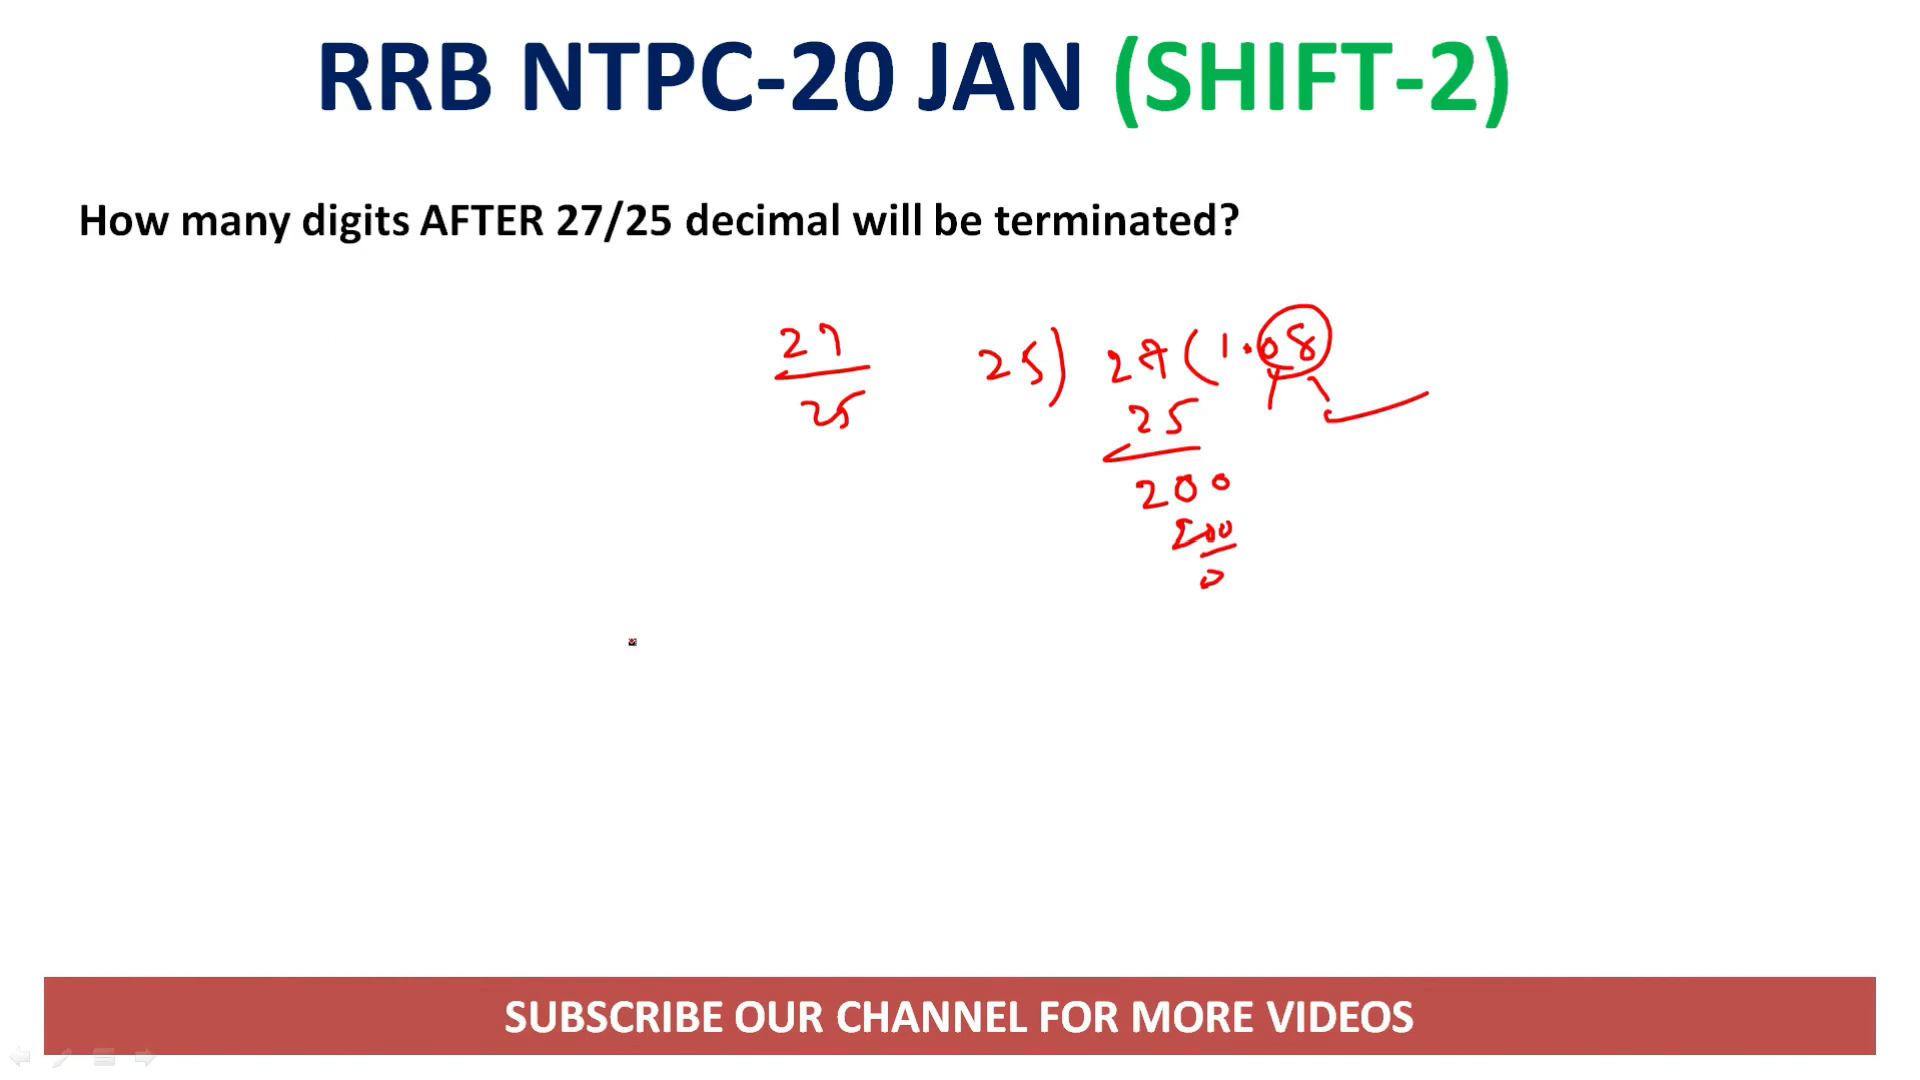 RRB NTPC-20 JAN (SHIFT-2)
How many digits AFTER 27/25 decimal will be terminated?
27
25
25) 27 (1.08
25
200
200
0
SUBSCRIBE OUR CHANNEL FOR MORE VIDEOS